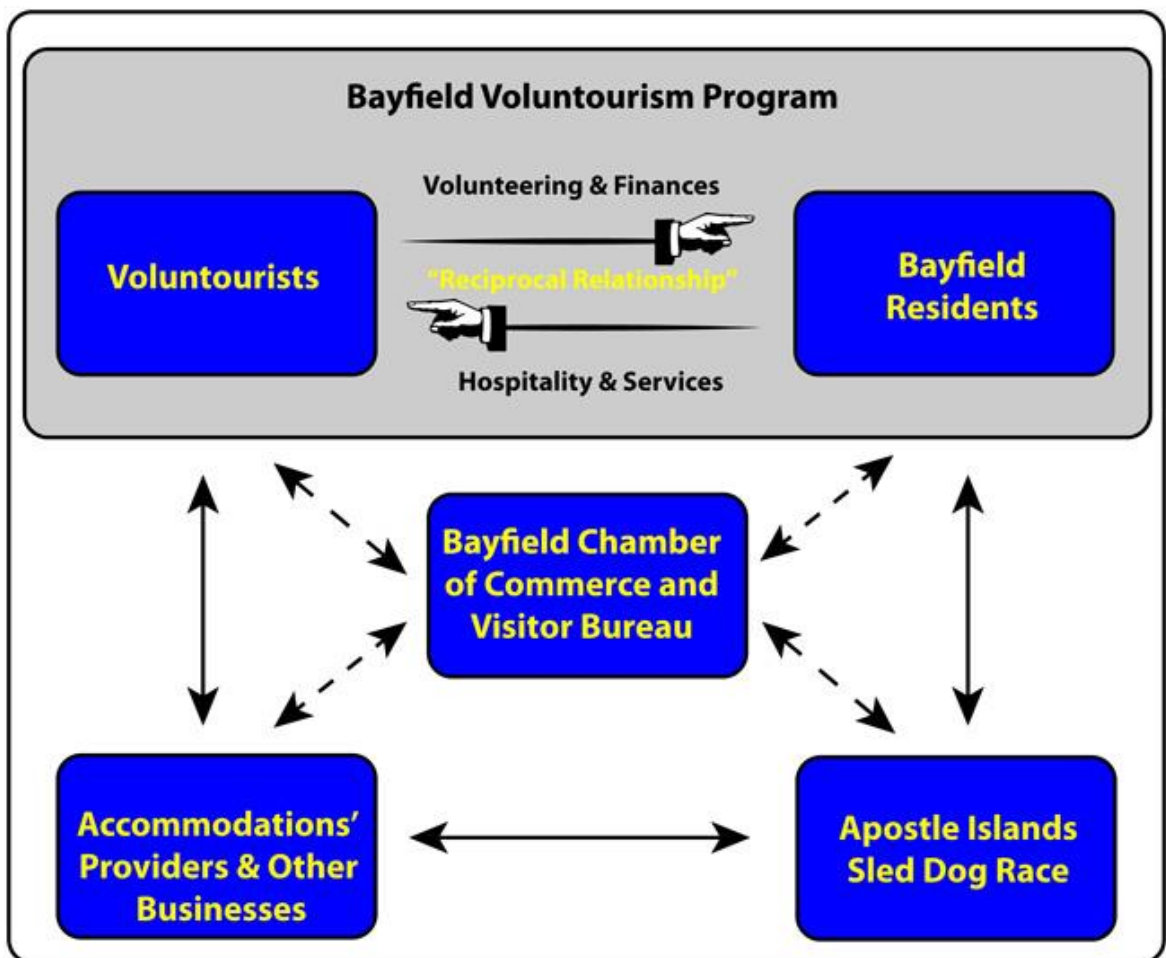 Bayfield Voluntourism Program
Volunteering & Finances
Voluntourists
"Reciprocal Relationship"
Bayfield
Residents
Hospitality & Services
Bayfield Chamber
of Commerce and
Visitor Bureau
Accommodations'
Providers & Other
Businesses
Apostle Islands
Sled Dog Race